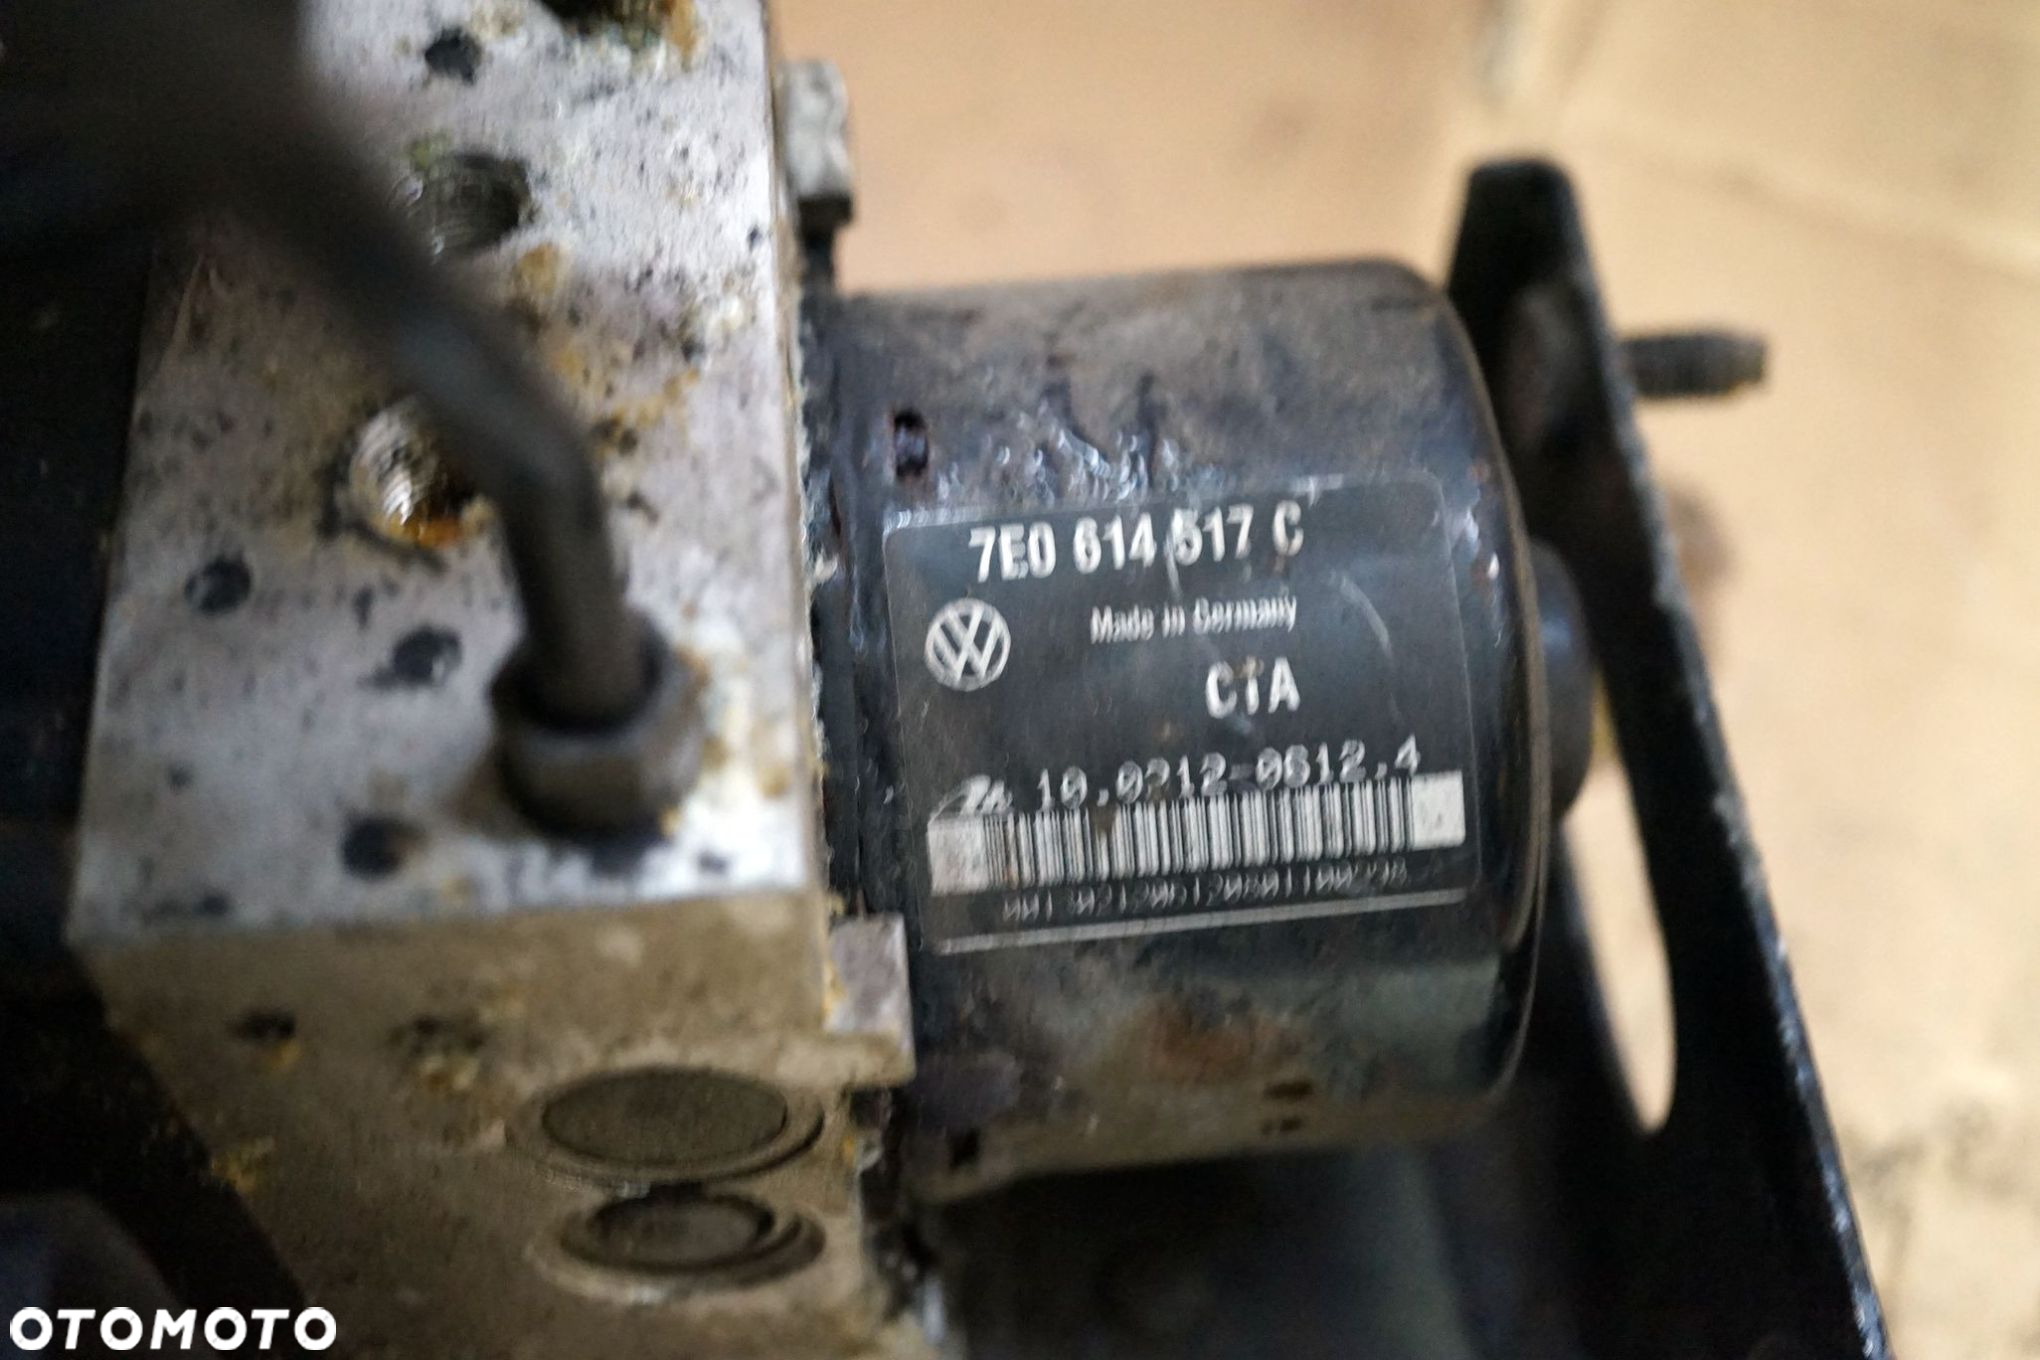 7E0 614 517 C
Made in Germany
CTA
10.0212-0612.4
OTOMOTO